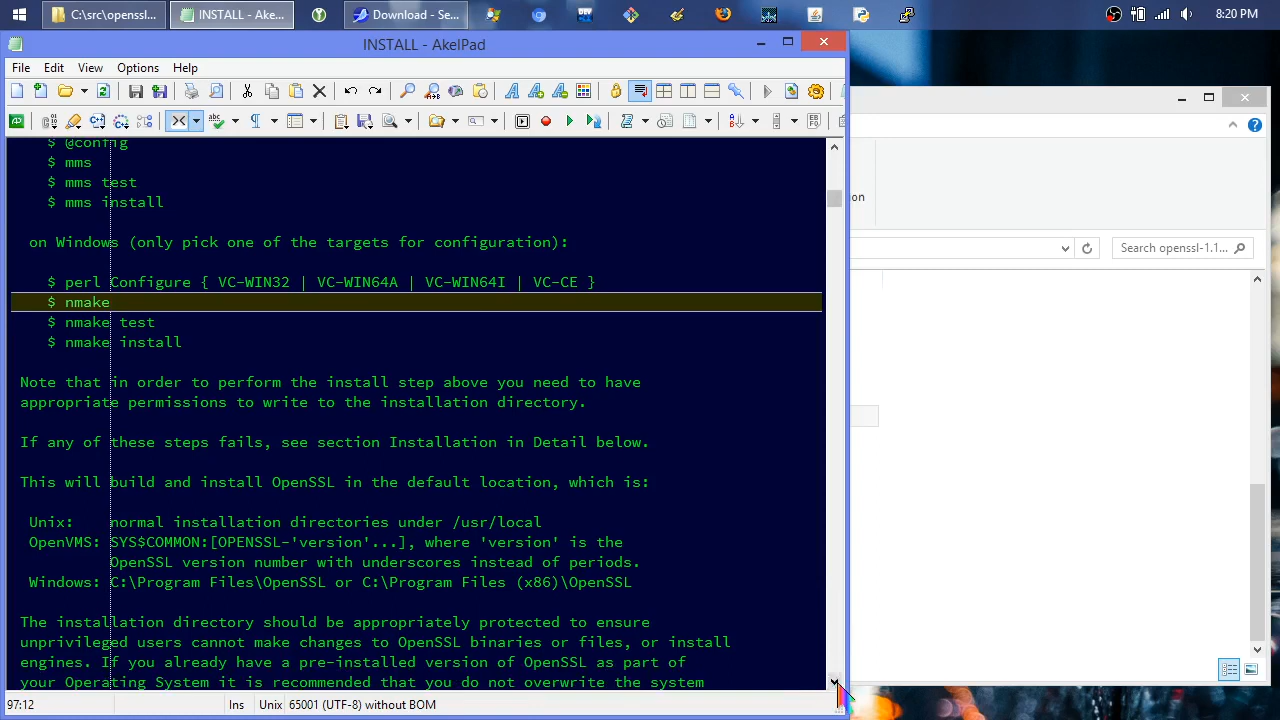 C:\src\openssl...
INSTALL - Ake...
Download - Se...
8:20 PM
INSTALL - AkelPad
File Edit View Options Help
$ @config
$ mms
$ mms test
$ mms install
on Windows (only pick one of the targets for configuration):
$ perl Configure { VC-WIN32 | VC-WIN64A | VC-WIN64I | VC-CE }
$ nmake
$ nmake test
$ nmake install
Note that in order to perform the install step above you need to have
appropriate permissions to write to the installation directory.
If any of these steps fails, see section Installation in Detail below.
This will build and install OpenSSL in the default location, which is:
Unix: normal installation directories under /usr/local
OpenVMS: SYS$COMMON:[OPENSSL-'version'...], where 'version' is the
OpenSSL version number with underscores instead of periods.
Windows: C:\Program Files\OpenSSL or C:\Program Files (x86)\OpenSSL
The installation directory should be appropriately protected to ensure
unprivileged users cannot make changes to OpenSSL binaries or files, or install
engines. If you already have a pre-installed version of OpenSSL as part of
your Operating System it is recommended that you do not overwrite the system
97:12 Ins Unix 65001 (UTF-8) without BOM
on
Search openssl-1.1...